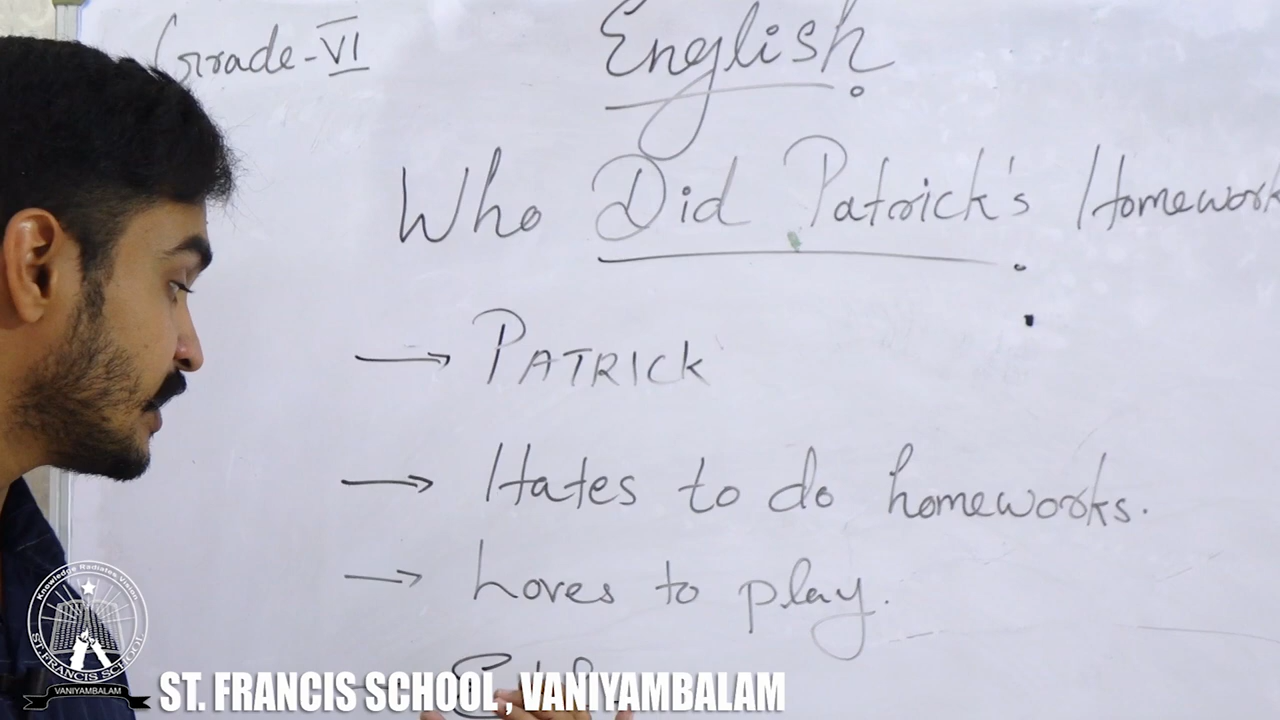 Grade-VI
English
Who Did Patrick's Homework
→ PATRICK
→ Hates to do homeworks.
→ Loves to play.
Knowledge Radiates Vision
ST. FRANCIS SCHOOL
VANIYAMBALAM
ST. FRANCIS SCHOOL, VANIYAMBALAM